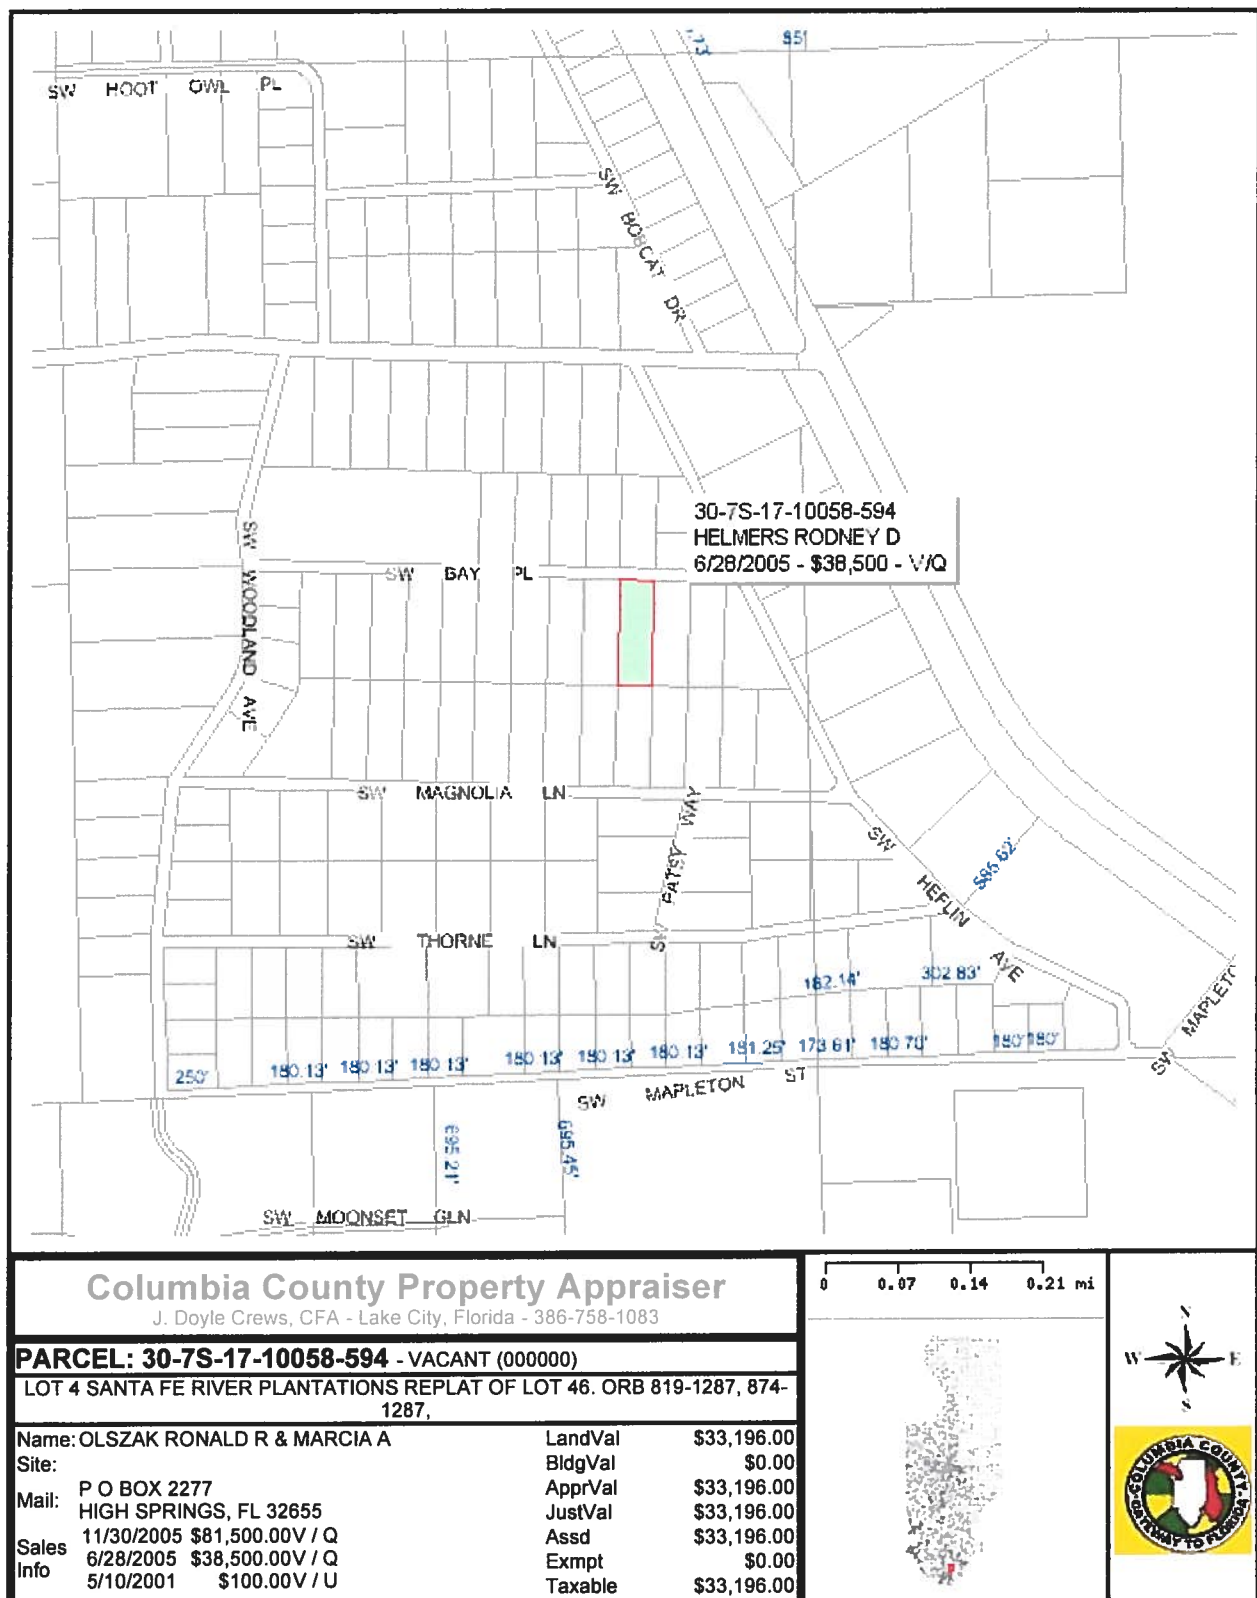 .73'
85'
SW HOOT OWL PL
SW BOBCAT DR
30-7S-17-10058-594
HELMERS RODNEY D
6/28/2005 - $38,500 - V/Q
SW BAY PL
SW WOODLAND AVE
SW MAGNOLIA LN
SW PATSY WAY
SW HEFLIN AVE
585.62'
SW THORNE LN
182.14'
302.83'
SW MAPLETO
250'
180.13'
180.13'
180.13'
180.13'
180.13'
180.13'
181.25'
173.61'
180.78'
180'
180'
SW MAPLETON ST
695.21'
695.45'
SW MOONSET GLN
Columbia County Property Appraiser
J. Doyle Crews, CFA - Lake City, Florida - 386-758-1083
PARCEL: 30-7S-17-10058-594 - VACANT (000000)
LOT 4 SANTA FE RIVER PLANTATIONS REPLAT OF LOT 46. ORB 819-1287, 874-
1287,
Name: OLSZAK RONALD R & MARCIA A
Site:
Mail: P O BOX 2277
HIGH SPRINGS, FL 32655
Sales Info
11/30/2005 $81,500.00V / Q
6/28/2005 $38,500.00V / Q
5/10/2001 $100.00V / U
LandVal $33,196.00
BldgVal $0.00
ApprVal $33,196.00
JustVal $33,196.00
Assd $33,196.00
Exmpt $0.00
Taxable $33,196.00
0 0.07 0.14 0.21 mi
N
W E
S
COLUMBIA COUNTY
GATEWAY TO FLORIDA